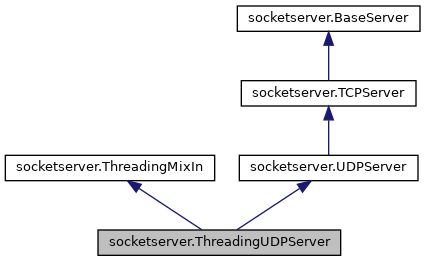 socketserver.BaseServer
socketserver.TCPServer
socketserver.ThreadingMixIn
socketserver.UDPServer
socketserver.ThreadingUDPServer